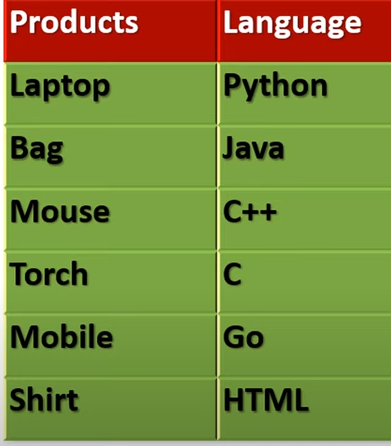 Products Language
Laptop Python
Bag Java
Mouse C++
Torch C
Mobile Go
Shirt HTML